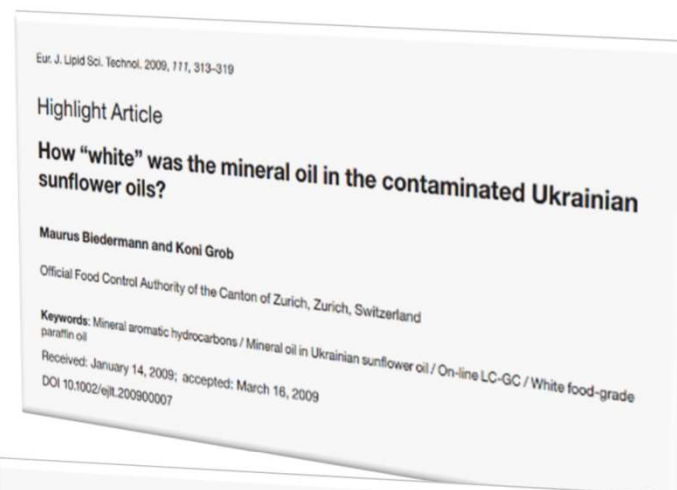 Eur. J. Lipid Sci. Technol. 2009, 111, 313–319
Highlight Article
How “white” was the mineral oil in the contaminated Ukrainian
sunflower oils?
Maurus Biedermann and Koni Grob
Official Food Control Authority of the Canton of Zurich, Zurich, Switzerland
Keywords: Mineral aromatic hydrocarbons / Mineral oil in Ukrainian sunflower oil / On-line LC-GC / White food-grade
paraffin oil
Received: January 14, 2009; accepted: March 16, 2009
DOI 10.1002/ejlt.200900007